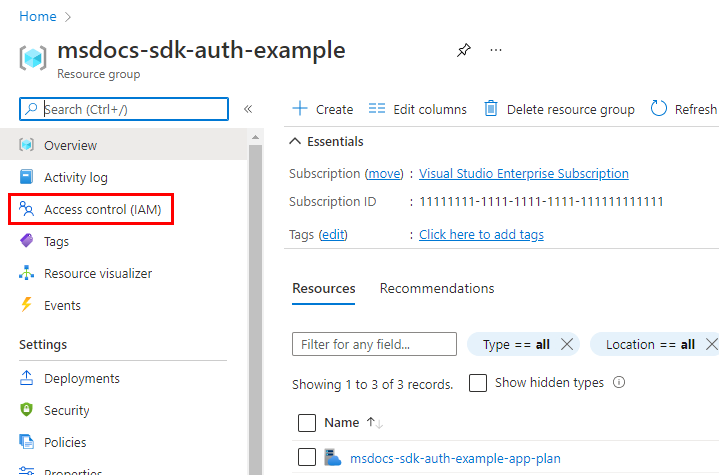 Home
msdocs-sdk-auth-example
Resource group
Search (Ctrl+/)
Create Edit columns Delete resource group Refresh
Overview
Activity log
Access control (IAM)
Tags
Resource visualizer
Events
Settings
Deployments
Security
Policies
Properties
Essentials
Subscription (move) : Visual Studio Enterprise Subscription
Subscription ID : 11111111-1111-1111-1111-111111111111
Tags (edit) : Click here to add tags
Resources Recommendations
Filter for any field... Type == all Location == all
Showing 1 to 3 of 3 records. Show hidden types
Name
msdocs-sdk-auth-example-app-plan